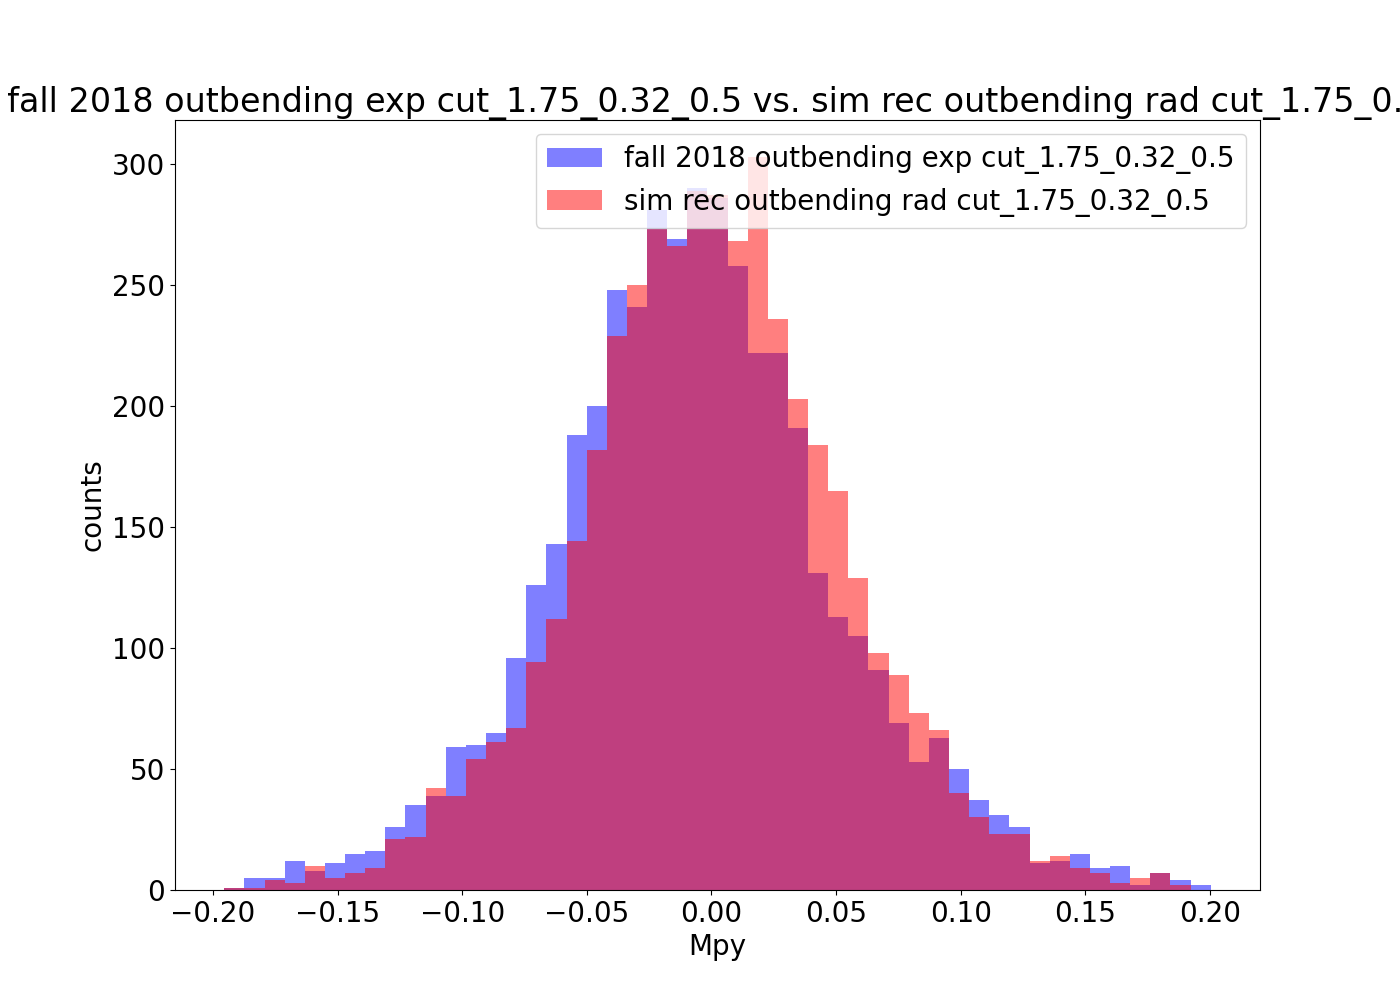 fall 2018 outbending exp cut_1.75_0.32_0.5 vs. sim rec outbending rad cut_1.75_0.
fall 2018 outbending exp cut_1.75_0.32_0.5
sim rec outbending rad cut_1.75_0.32_0.5
300
250
200
150
100
50
0
counts
−0.20 −0.15 −0.10 −0.05 0.00 0.05 0.10 0.15 0.20
Mpy